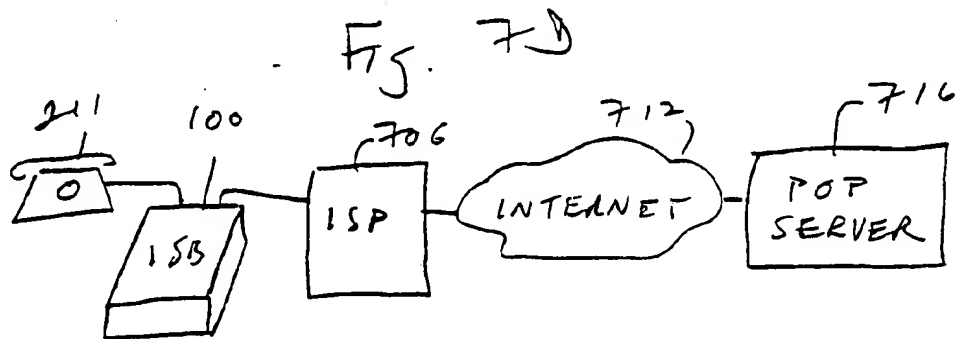 Fig. 7D
211
100
706
712
716
ISB
ISP
INTERNET
POP
SERVER